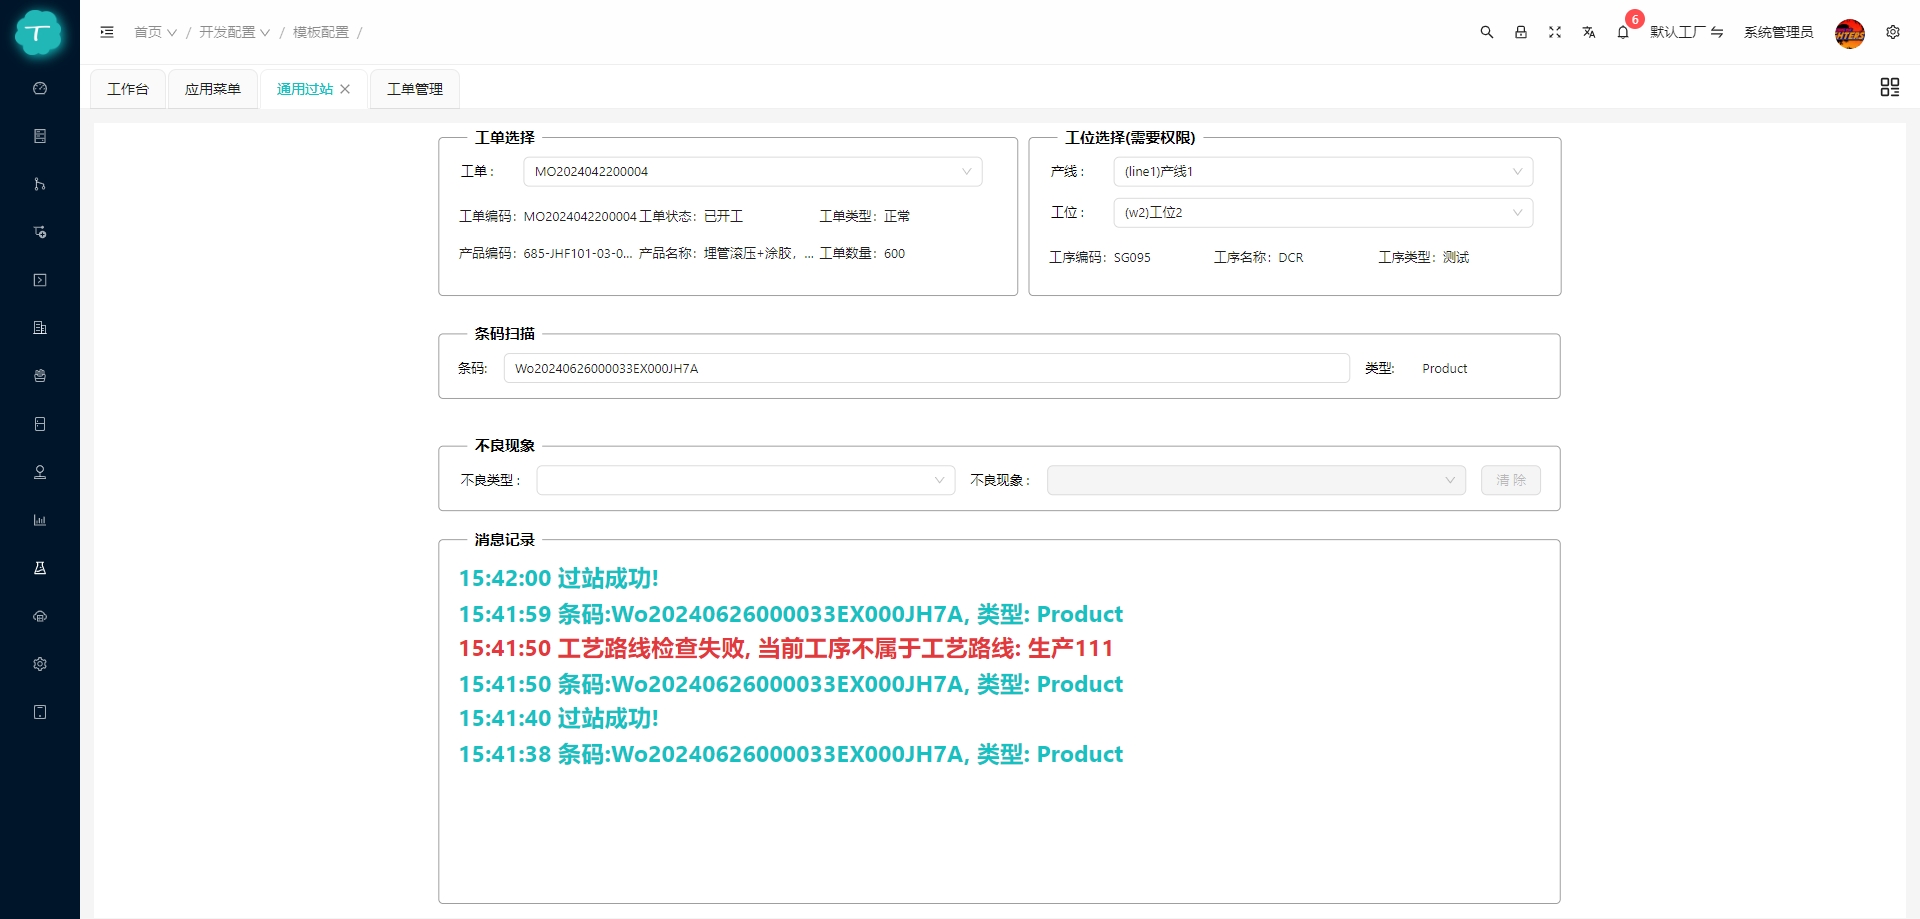 T
首页 / 开发配置 / 模板配置 /
6
默认工厂 系统管理员
工作台 应用菜单 通用过站 工单管理
工单选择
工单： MO2024042200004
工单编码：MO2024042200004 工单状态：已开工 工单类型：正常
产品编码：685-JHF101-03-0... 产品名称：埋管滚压+涂胶，... 工单数量：600
工位选择(需要权限)
产线： (line1)产线1
工位： (w2)工位2
工序编码：SG095 工序名称：DCR 工序类型：测试
条码扫描
条码: Wo20240626000033EX000JH7A 类型: Product
不良现象
不良类型： 不良现象： 清 除
消息记录
15:42:00 过站成功!
15:41:59 条码:Wo20240626000033EX000JH7A, 类型: Product
15:41:50 工艺路线检查失败, 当前工序不属于工艺路线: 生产111
15:41:50 条码:Wo20240626000033EX000JH7A, 类型: Product
15:41:40 过站成功!
15:41:38 条码:Wo20240626000033EX000JH7A, 类型: Product